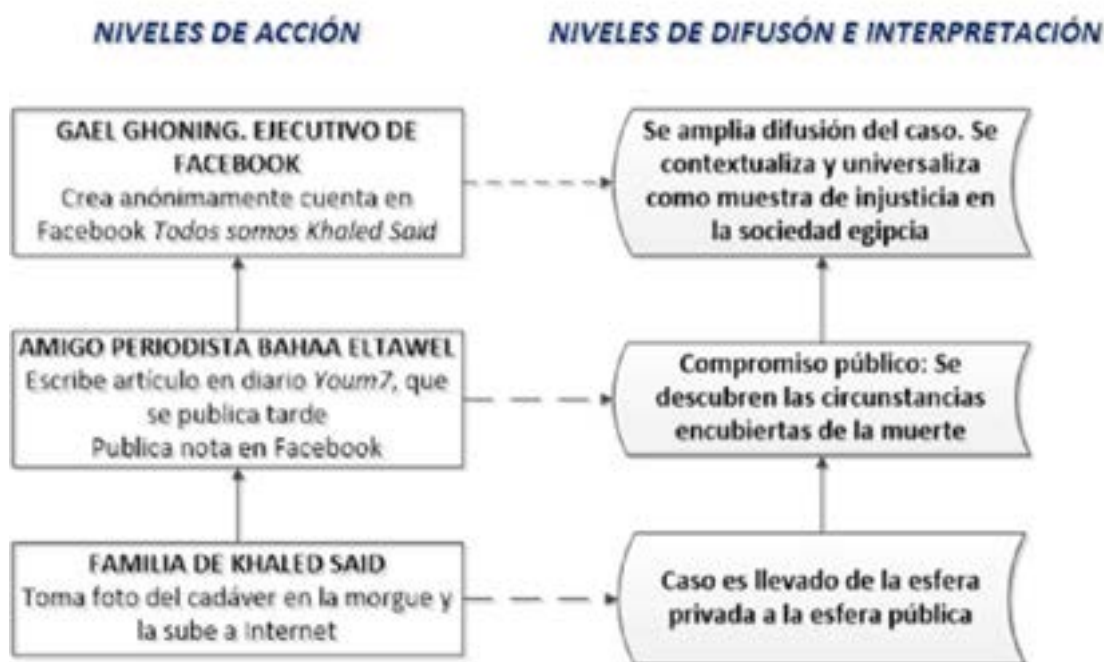 NIVELES DE ACCIÓN
NIVELES DE DIFUSÓN E INTERPRETACIÓN
GAEL GHONING. EJECUTIVO DE
FACEBOOK
Crea anónimamente cuenta en
Facebook Todos somos Khaled Said
Se amplia difusión del caso. Se
contextualiza y universaliza
como muestra de injusticia en
la sociedad egipcia
AMIGO PERIODISTA BAHAA ELTAWEL
Escribe artículo en diario Youm7, que
se publica tarde
Publica nota en Facebook
Compromiso público: Se
descubren las circunstancias
encubiertas de la muerte
FAMILIA DE KHALED SAID
Toma foto del cadáver en la morgue y
la sube a Internet
Caso es llevado de la esfera
privada a la esfera pública